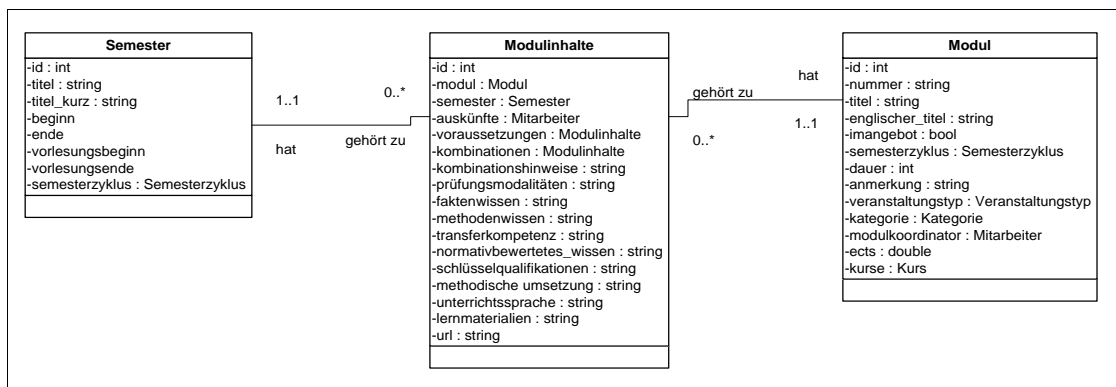 Semester
-id : int
-titel : string
-titel_kurz : string
-beginn
-ende
-vorlesungsbeginn
-vorlesungsende
-semesterzyklus : Semesterzyklus
1..1
hat
0..*
gehört zu
Modulinhalte
-id : int
-modul : Modul
-semester : Semester
-auskünfte : Mitarbeiter
-voraussetzungen : Modulinhalte
-kombinationen : Modulinhalte
-kombinationshinweise : string
-prüfungsmodalitäten : string
-faktenwissen : string
-methodenwissen : string
-transferkompetenz : string
-normativbewertetes_wissen : string
-schlüsselqualifikationen : string
-methodische umsetzung : string
-unterrichtssprache : string
-lernmaterialien : string
-url : string
gehört zu
0..*
hat
1..1
Modul
-id : int
-nummer : string
-titel : string
-englischer_titel : string
-imangebot : bool
-semesterzyklus : Semesterzyklus
-dauer : int
-anmerkung : string
-veranstaltungstyp : Veranstaltungstyp
-kategorie : Kategorie
-modulkoordinator : Mitarbeiter
-ects : double
-kurse : Kurs